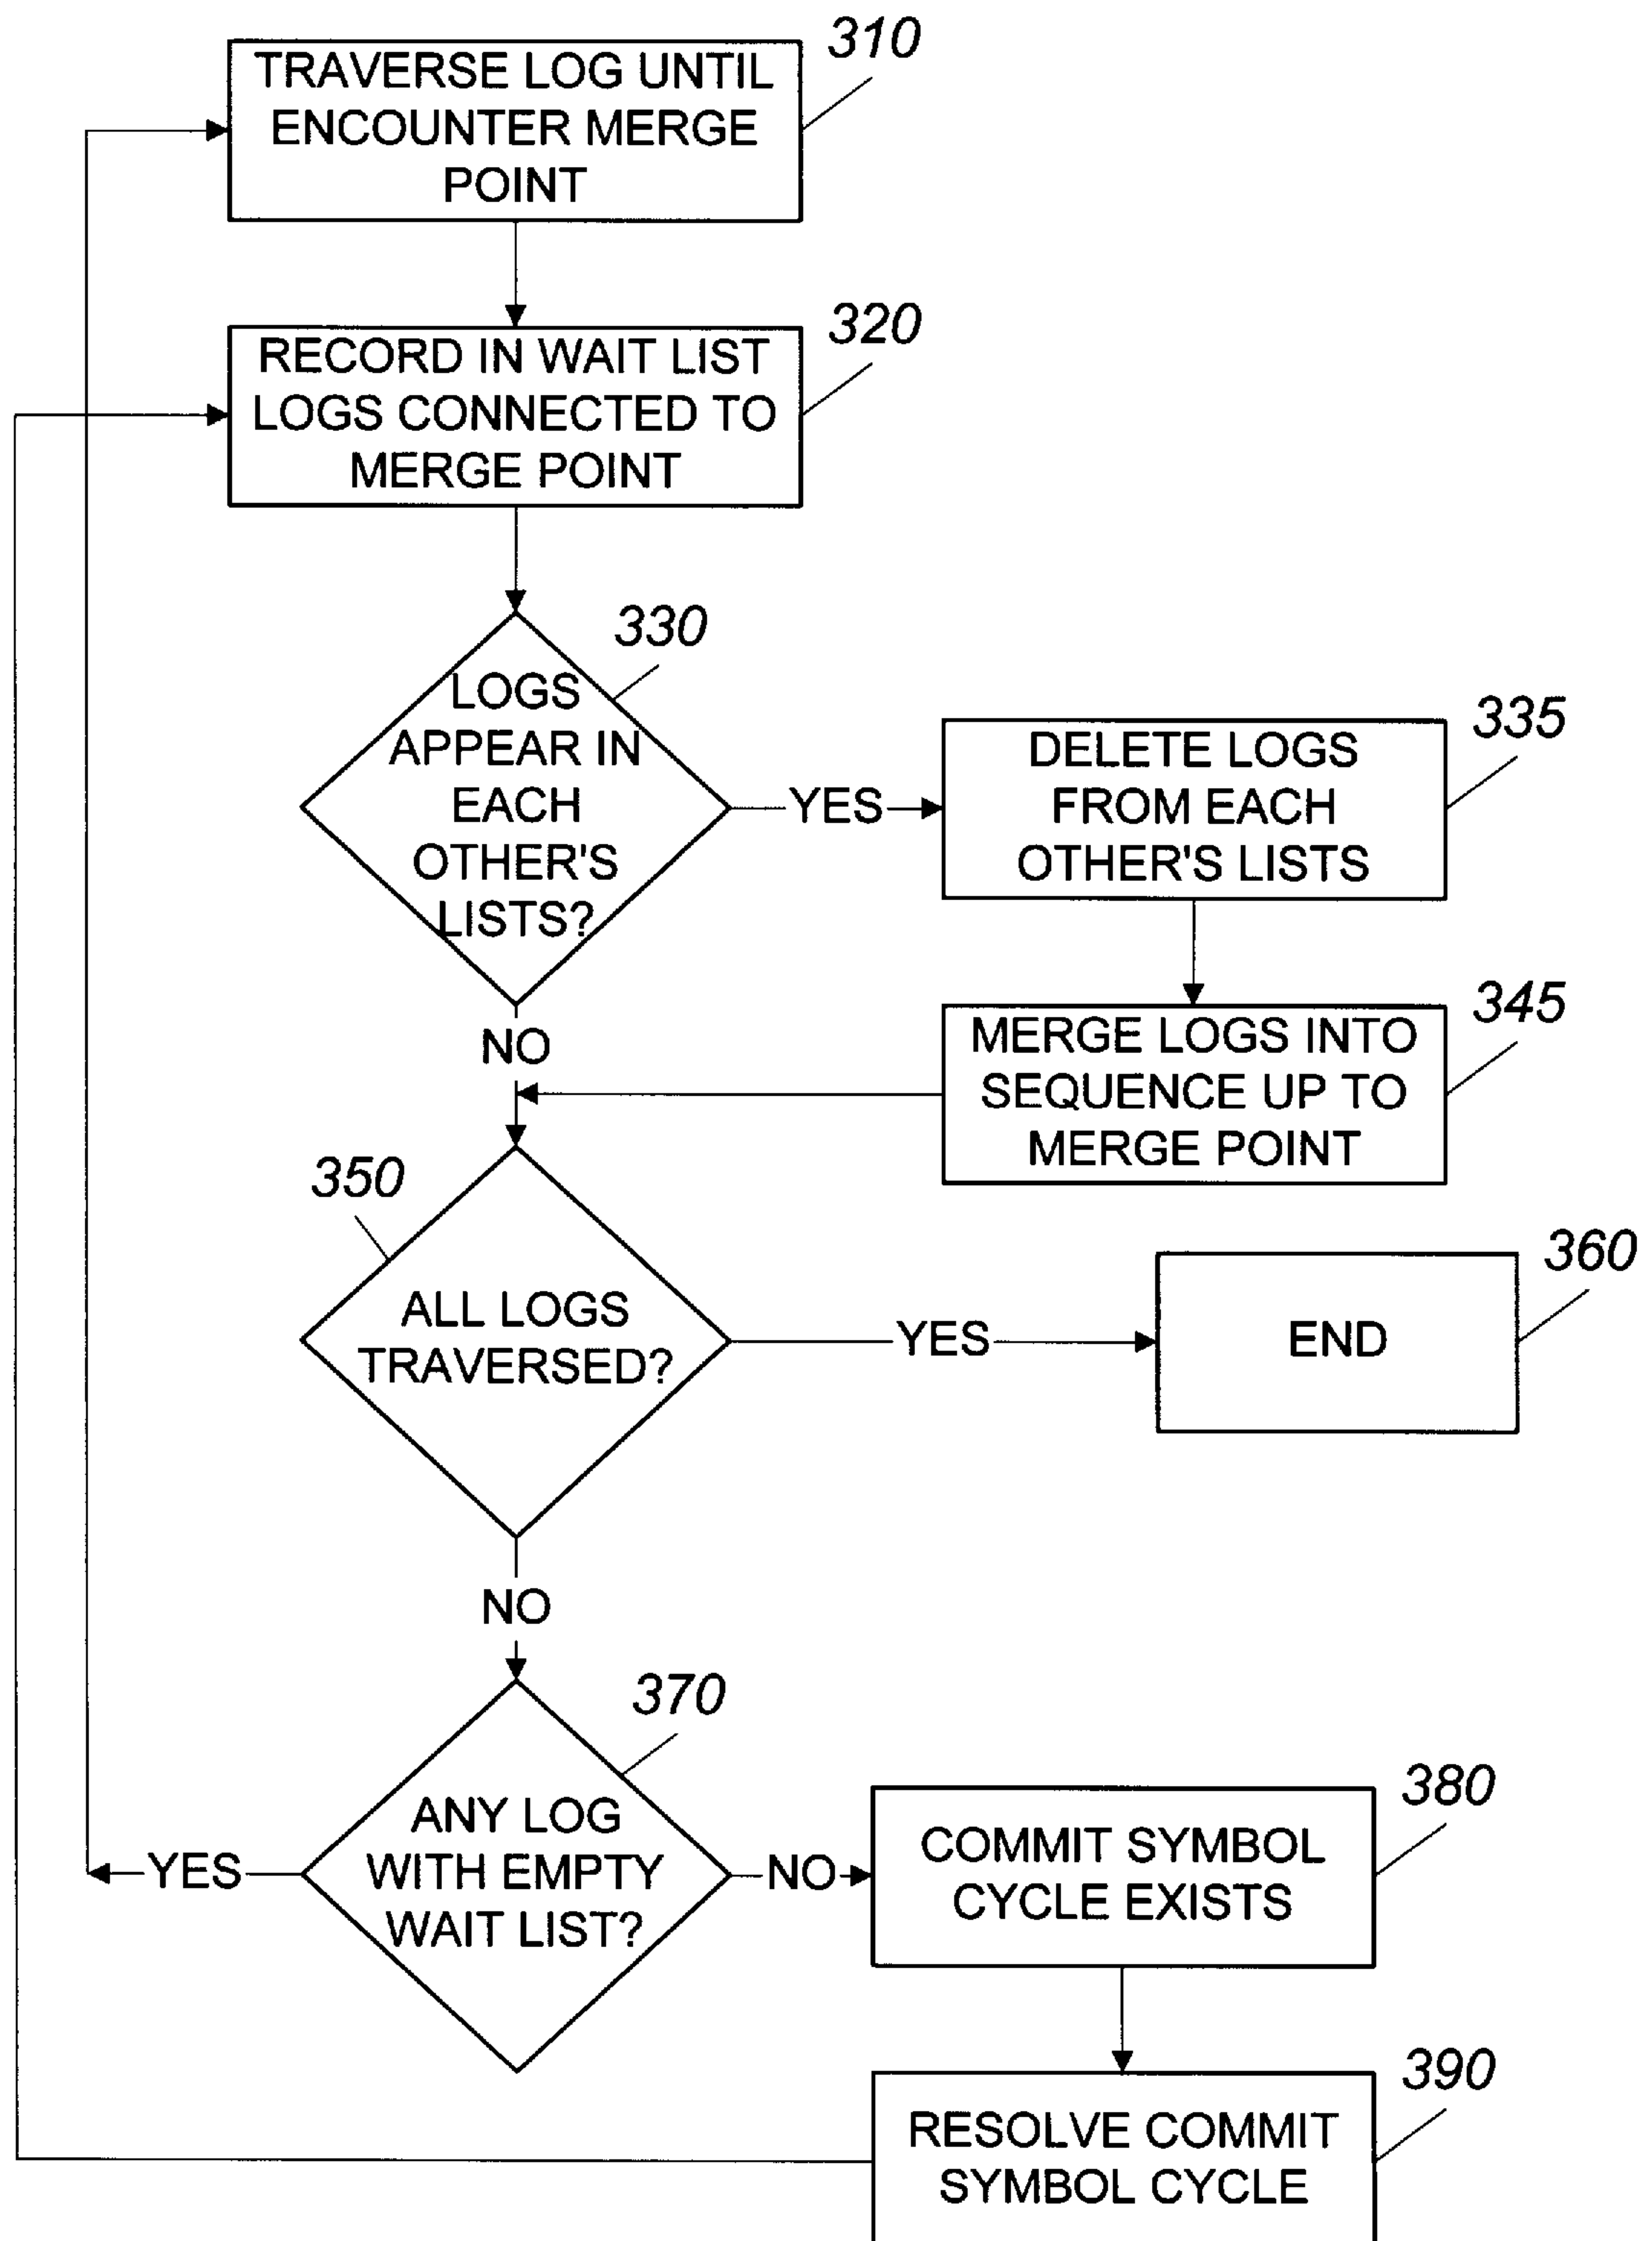 310
TRAVERSE LOG UNTIL
ENCOUNTER MERGE
POINT
320
RECORD IN WAIT LIST
LOGS CONNECTED TO
MERGE POINT
330
LOGS
APPEAR IN
EACH
OTHER'S
LISTS?
YES
335
DELETE LOGS
FROM EACH
OTHER'S LISTS
NO
345
MERGE LOGS INTO
SEQUENCE UP TO
MERGE POINT
350
ALL LOGS
TRAVERSED?
YES
360
END
NO
370
ANY LOG
WITH EMPTY
WAIT LIST?
YES
NO
380
COMMIT SYMBOL
CYCLE EXISTS
390
RESOLVE COMMIT
SYMBOL CYCLE